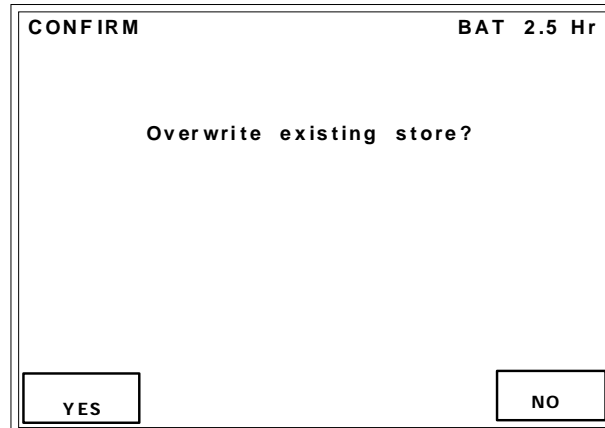 CONFIRM BAT 2.5 Hr
Overwrite existing store?
YES NO